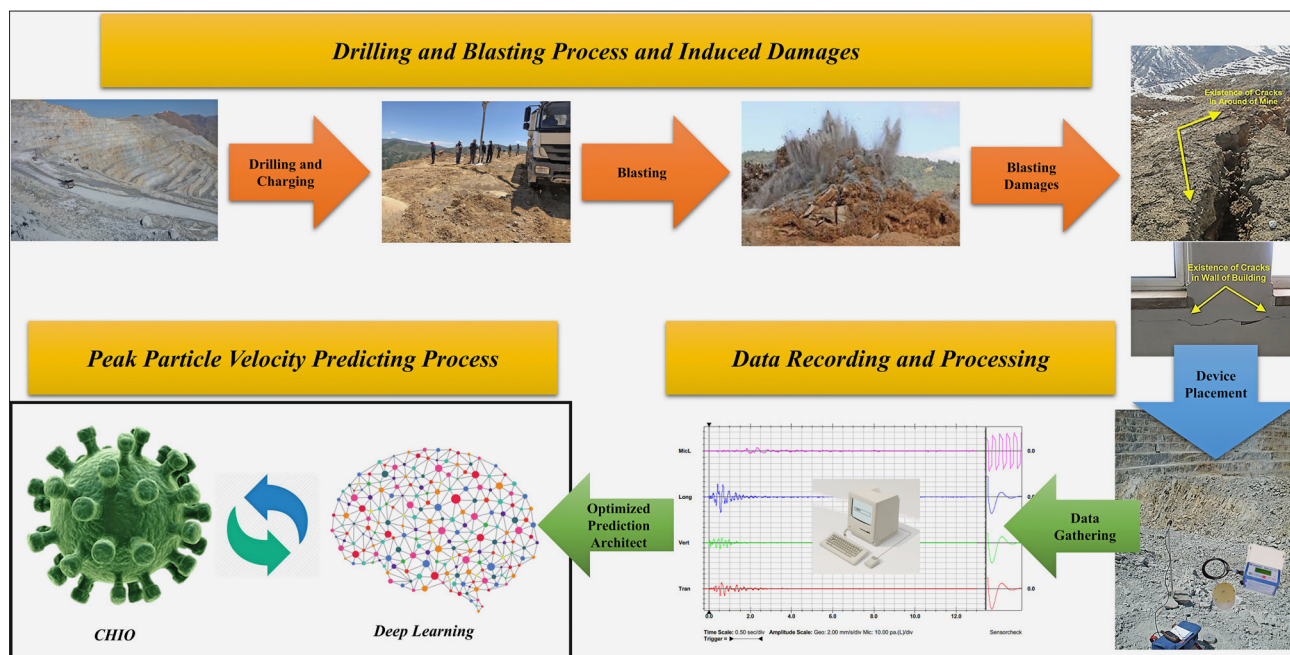 Drilling and Blasting Process and Induced Damages
Drilling and
Charging
Blasting
Blasting
Damages
Existence of Cracks
in Around of Mine
Existence of Cracks
in Wall of Building
Device
Placement
Peak Particle Velocity Predicting Process
Data Recording and Processing
CHIO
Deep Learning
Optimized
Prediction
Architect
MicL
0.0
Long
Vert
0.0
Tran
0.0
0.0
2.0
4.0
6.0
8.0
10.0
12.0
Time Scale: 0.50 sec/div Amplitude Scale: Geo: 2.00 mm/s/div Mic: 10.00 pa.(L)/div
Trigger =
Sensorcheck
Data
Gathering